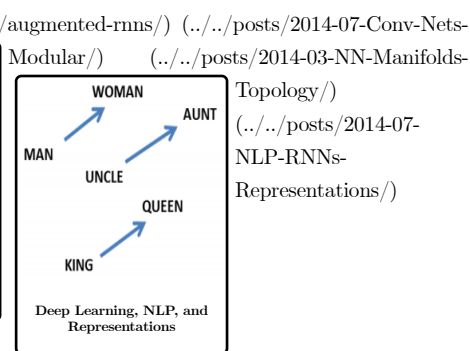 /augmented-rnns/) (../../posts/2014-07-Conv-Nets-
Modular/) (../../posts/2014-03-NN-Manifolds-
Topology/)
(../../posts/2014-07-
NLP-RNNs-
Representations/)
WOMAN
AUNT
MAN
UNCLE
QUEEN
KING
Deep Learning, NLP, and
Representations